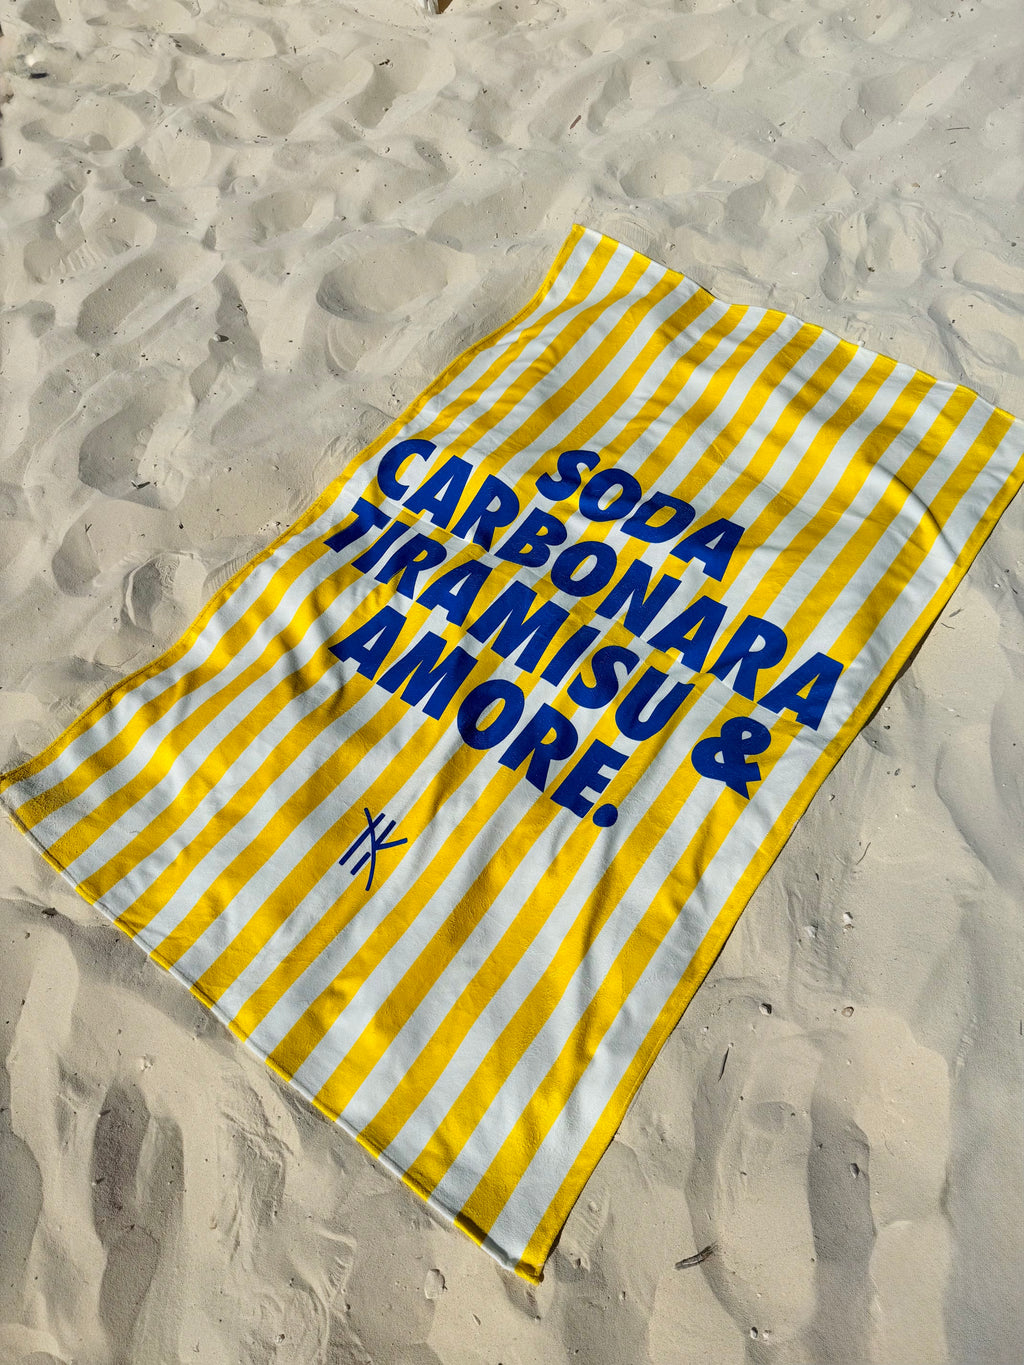 SODA
CARBONARA
TIRAMISU &
AMORE.